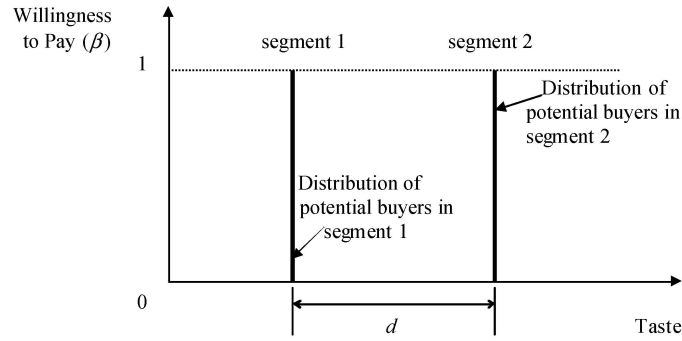 Willingness
to Pay (β)
segment 1
segment 2
1
Distribution of
potential buyers in
segment 2
Distribution of
potential buyers in
segment 1
0
d
Taste